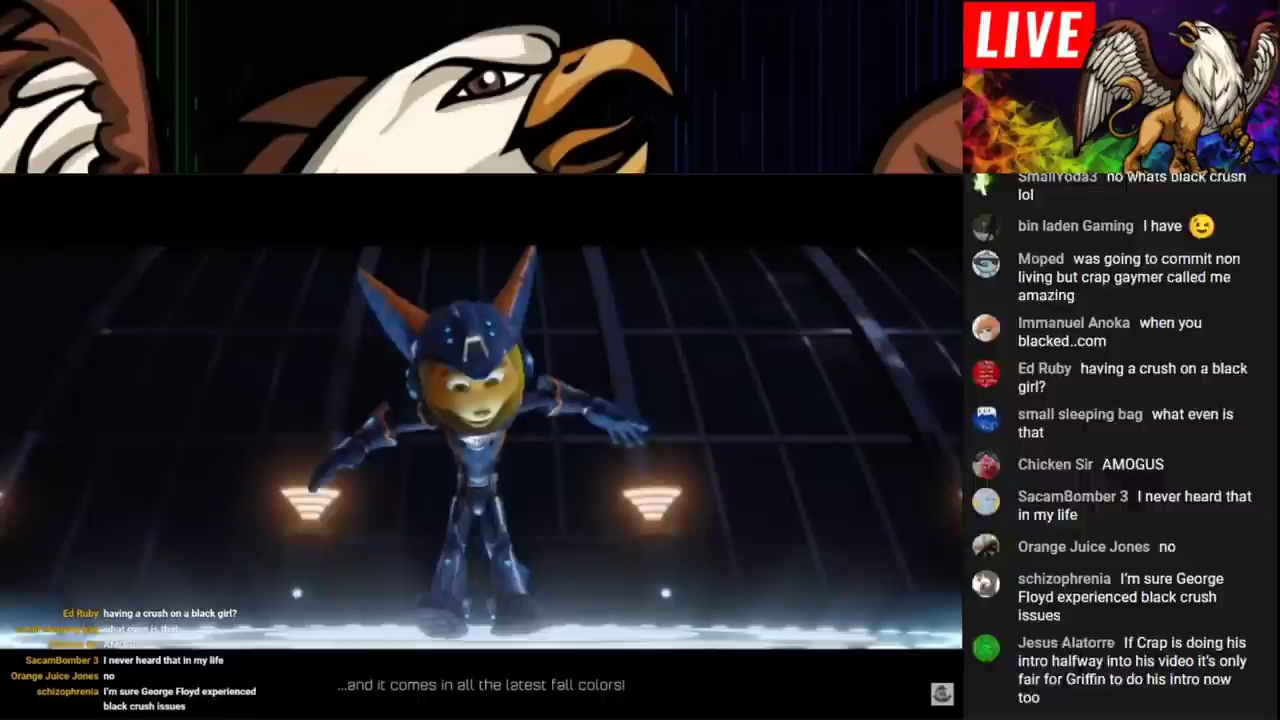 LIVE
SmallYoda3 no whats black crush
lol
bin laden Gaming I have
Moped was going to commit non
living but crap gaymer called me
amazing
Immanuel Anoka when you
blacked..com
Ed Ruby having a crush on a black
girl?
small sleeping bag what even is
that
Chicken Sir AMOGUS
SacamBomber 3 I never heard that
in my life
Orange Juice Jones no
schizophrenia I'm sure George
Floyd experienced black crush
issues
Jesus Alatorre If Crap is doing his
intro halfway into his video it's only
fair for Griffin to do his intro now
too
Ed Ruby having a crush on a black girl?
what even is that
SacamBomber 3 I never heard that in my life
Orange Juice Jones no
schizophrenia I'm sure George Floyd experienced
black crush issues
...and it comes in all the latest fall colors!